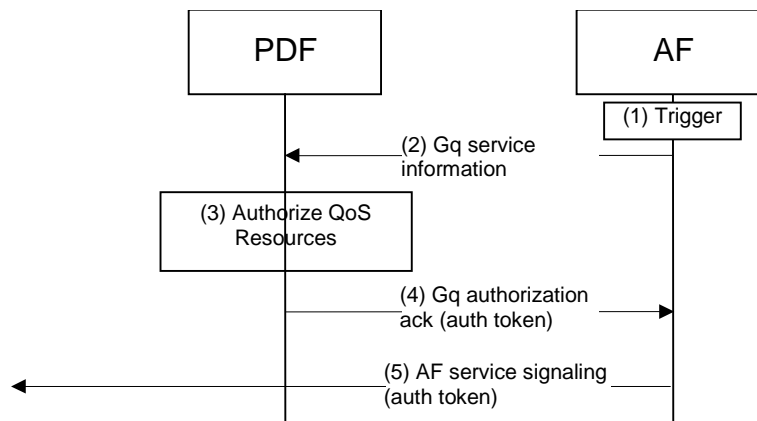 PDF
AF
(1) Trigger
(2) Gq service
information
(3) Authorize QoS
Resources
(4) Gq authorization
ack (auth token)
(5) AF service signaling
(auth token)